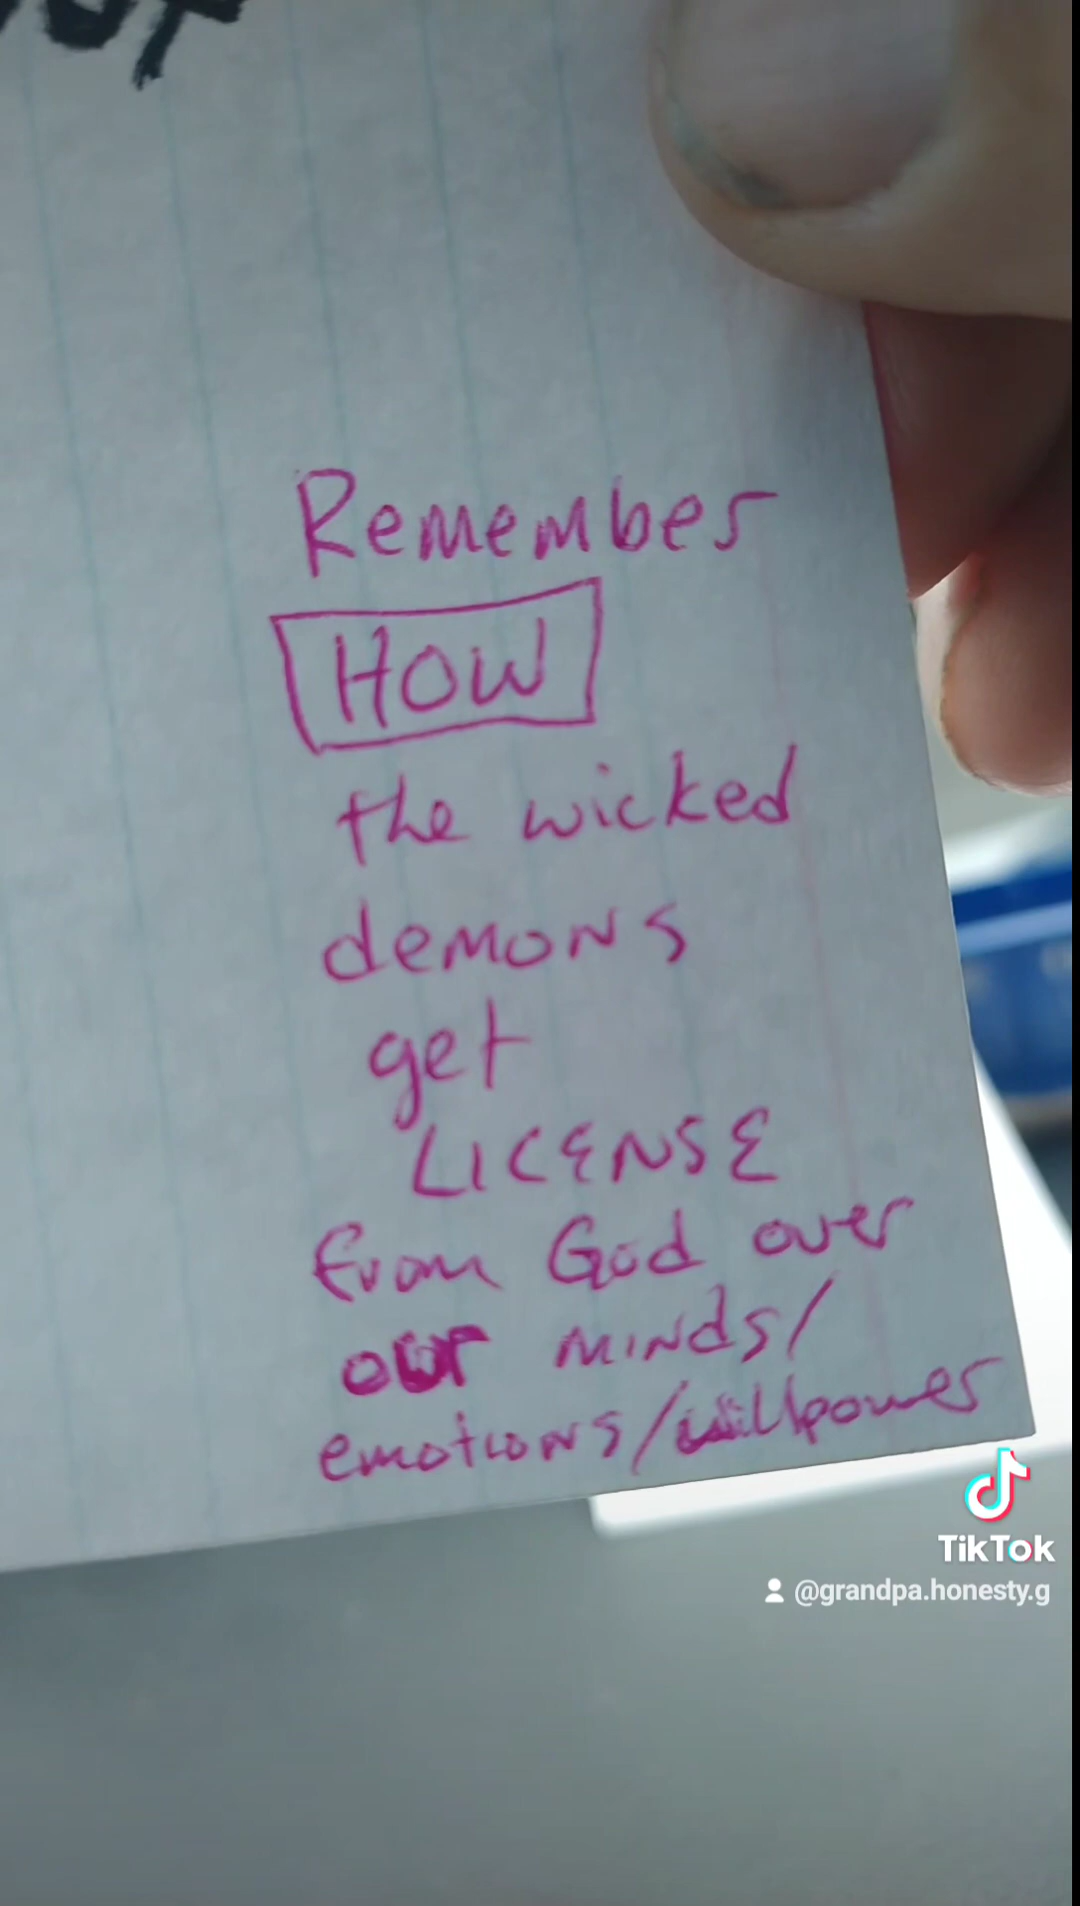 Remember
HOW
the wicked
demons
get
LICENSE
from God over
our minds/
emotions/willpower
TikTok
@grandpa.honesty.g